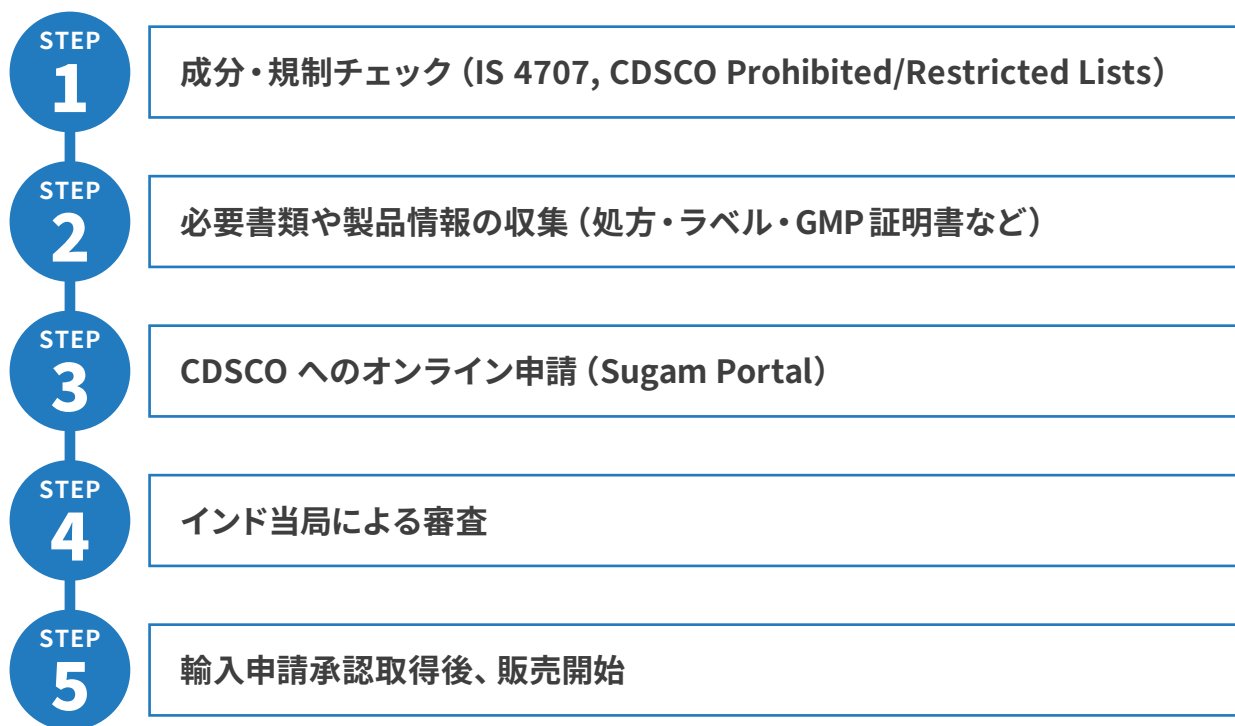 STEP
1
成分・規制チェック（IS 4707, CDSCO Prohibited/Restricted Lists）
STEP
2
必要書類や製品情報の収集（処方・ラベル・GMP証明書など）
STEP
3
CDSCO へのオンライン申請（Sugam Portal）
STEP
4
インド当局による審査
STEP
5
輸入申請承認取得後、販売開始